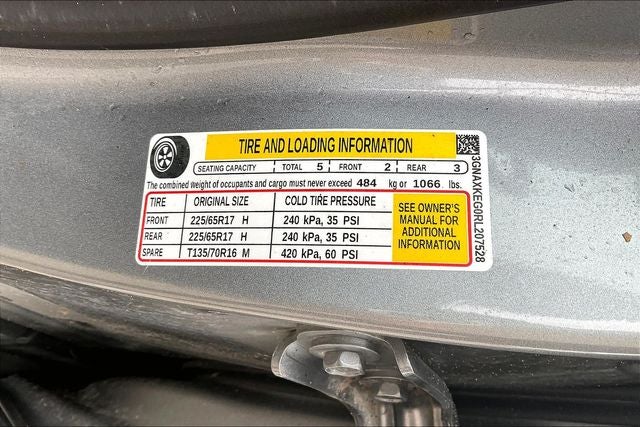 TIRE AND LOADING INFORMATION
SEATING CAPACITY TOTAL 5 FRONT 2 REAR 3
The combined weight of occupants and cargo must never exceed 484 kg or 1066 lbs.
TIRE ORIGINAL SIZE COLD TIRE PRESSURE
FRONT 225/65R17 H 240 kPa, 35 PSI
REAR 225/65R17 H 240 kPa, 35 PSI
SPARE T135/70R16 M 420 kPa, 60 PSI
SEE OWNER'S
MANUAL FOR
ADDITIONAL
INFORMATION
3GNAXKEG0RL207528